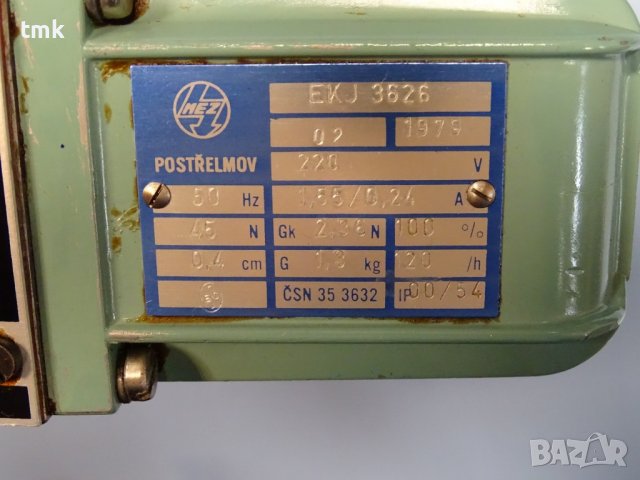 tmk
MEZ
EKJ 3626
02 1979
POSTŘELMOV 220 V
50 Hz 1,65/0,24 A
45 N Gk 2,36 N 100 %
0,4 cm G 1,3 kg 120 /h
ČSN 35 3632 IP 00/54
BAZAR